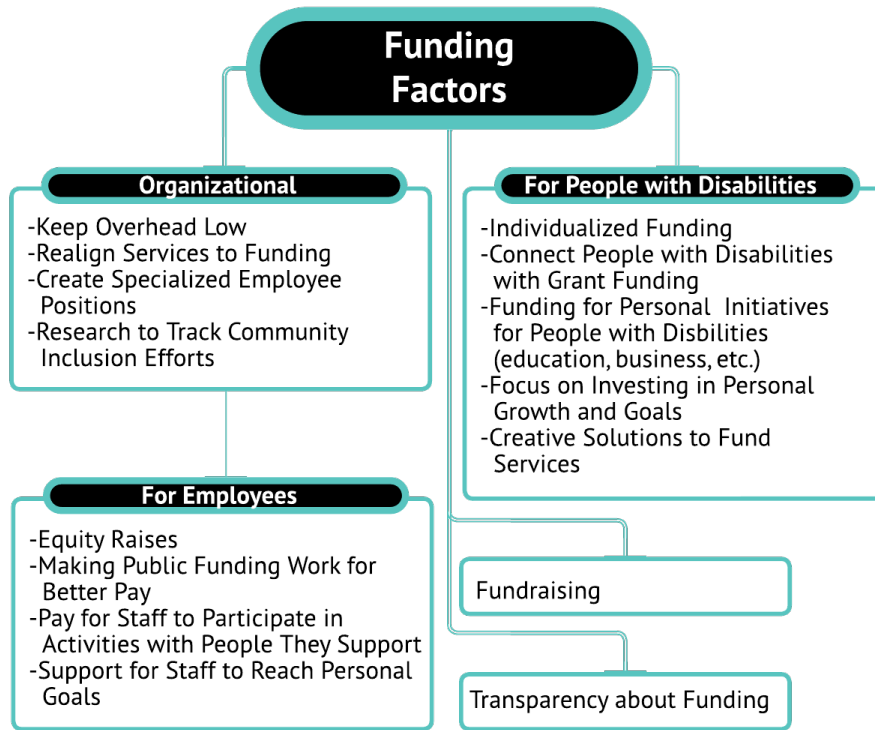 Funding
Factors
Organizational
-Keep Overhead Low
-Realign Services to Funding
-Create Specialized Employee
Positions
-Research to Track Community
Inclusion Efforts
For Employees
-Equity Raises
-Making Public Funding Work for
Better Pay
-Pay for Staff to Participate in
Activities with People They Support
-Support for Staff to Reach Personal
Goals
For People with Disabilities
-Individualized Funding
-Connect People with Disabilities
with Grant Funding
-Funding for Personal Initiatives
for People with Disbilities
(education, business, etc.)
-Focus on Investing in Personal
Growth and Goals
-Creative Solutions to Fund
Services
Fundraising
Transparency about Funding